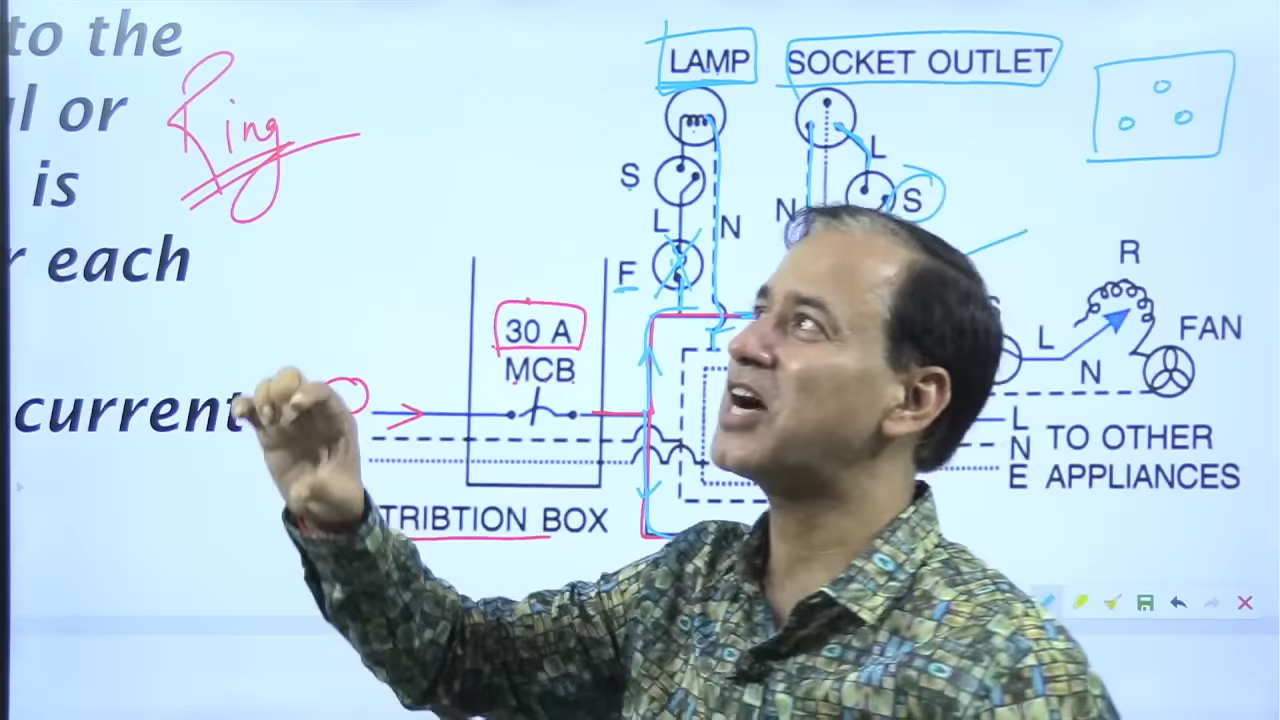 to the
l or
is
r each
current
Ring
LAMP
SOCKET OUTLET
S
L
N
F
L
S
N
30 A
MCB
TRIBTION BOX
R
L
N
FAN
L
N
E
TO OTHER
APPLIANCES